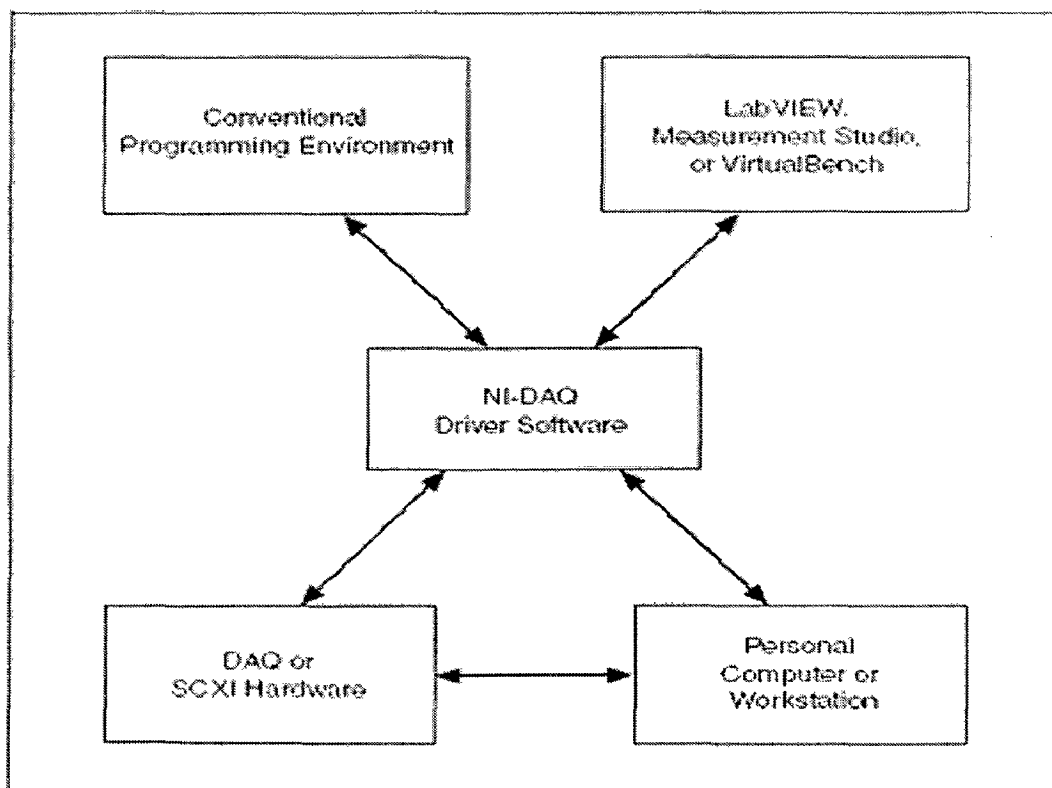 Conventional
Programming Environment
LabVIEW,
Measurement Studio,
or VirtualBench
NI-DAQ
Driver Software
DAQ or
SCXI Hardware
Personal
Computer or
Workstation